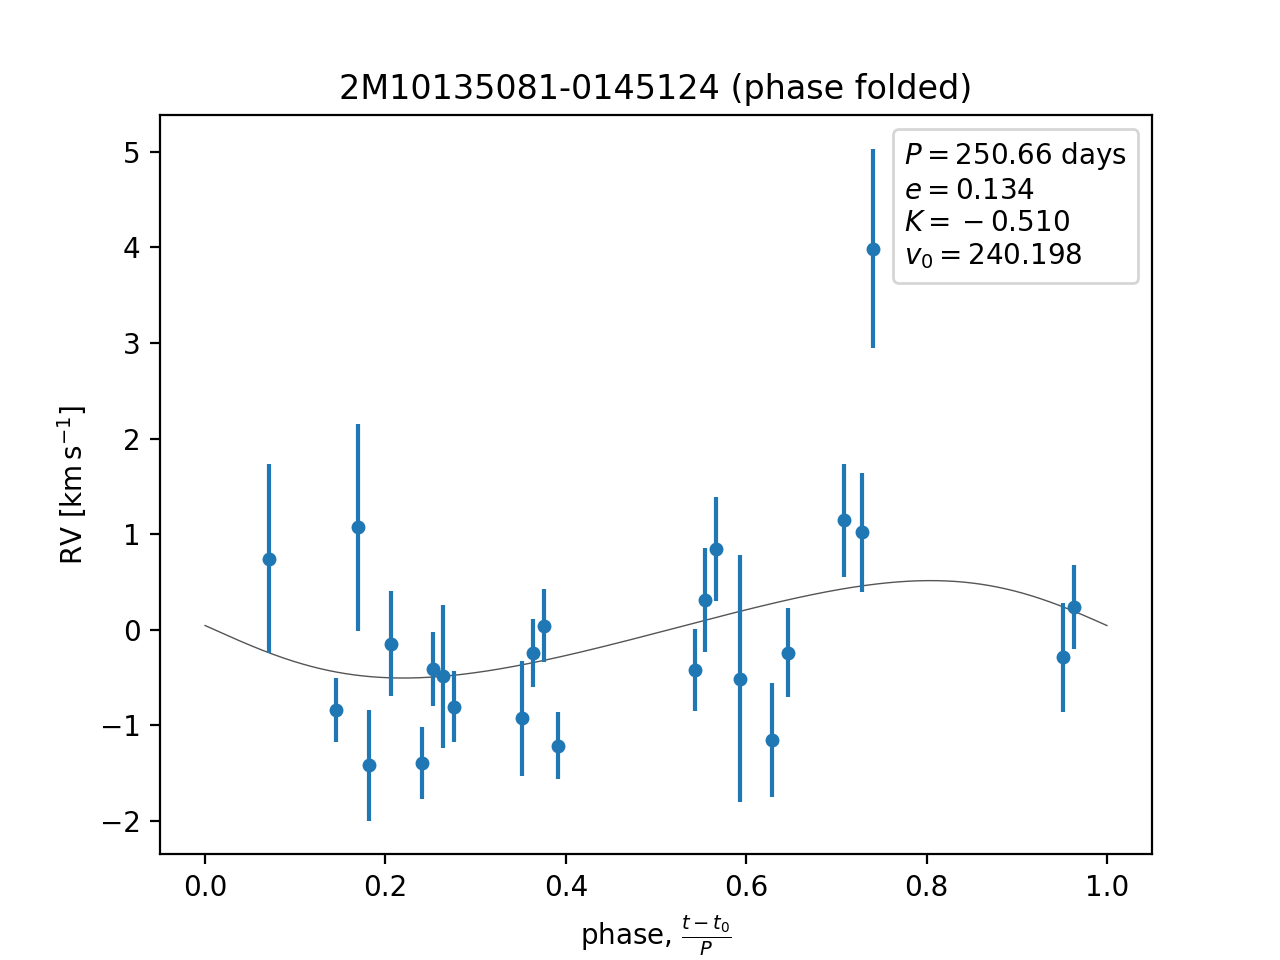 2M10135081-0145124 (phase folded)
P = 250.66 days
e = 0.134
K = −0.510
v₀ = 240.198
RV [km s⁻¹]
5
4
3
2
1
0
−1
−2
0.0 0.2 0.4 0.6 0.8 1.0
phase, (t − t₀)/P